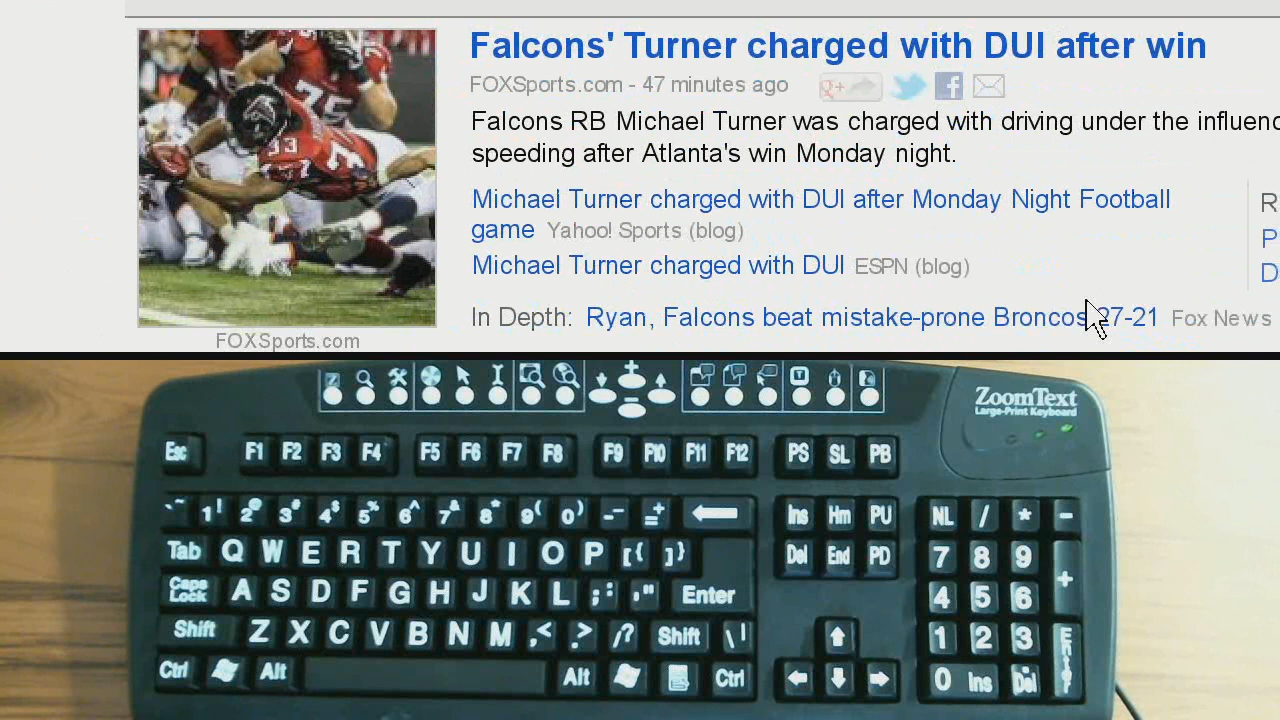 Falcons' Turner charged with DUI after win
FOXSports.com - 47 minutes ago
Falcons RB Michael Turner was charged with driving under the
speeding after Atlanta's win Monday night.
Michael Turner charged with DUI after Monday Night Football
game Yahoo! Sports (blog)
Michael Turner charged with DUI ESPN (blog)
In Depth: Ryan, Falcons beat mistake-prone Broncos 27-21 Fox News
FOXSports.com
75
33
ZoomText
Large-Print Keyboard
Esc F1 F2 F3 F4 F5 F6 F7 F8 F9 F10 F11 F12 PS SL PB
` ~ 1 ! 2 @ 3 # 4 $ 5 % 6 ^ 7 & 8 * 9 ( 0 ) - _ = + Ins Hm PU NL / * -
Tab Q W E R T Y U I O P [ { ] } Del End PD 7 8 9 +
Caps Lock A S D F G H J K L ; : ' " Enter 4 5 6
Shift Z X C V B N M , < . > / ? Shift \ | 1 2 3 Enter
Ctrl Alt Alt Ctrl 0 Ins Del